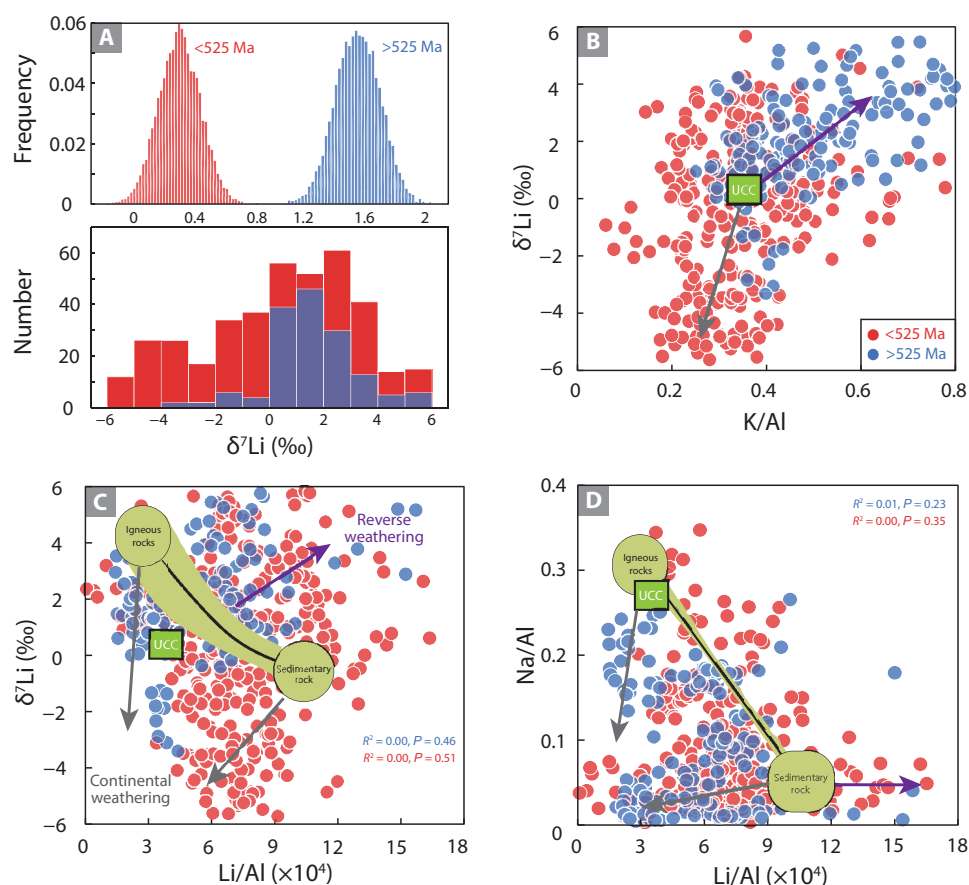 A
<525 Ma
>525 Ma
Frequency
0.06
0.04
0.02
0
0
0.4
0.8
1.2
1.6
2
Number
60
40
20
0
−6
−4
−2
0
2
4
6
δ⁷Li (‰)
B
δ⁷Li (‰)
6
4
2
0
−2
−4
−6
UCC
<525 Ma
>525 Ma
0
0.2
0.4
0.6
0.8
K/Al
C
δ⁷Li (‰)
6
4
2
0
−2
−4
−6
Igneous
rocks
Reverse
weathering
UCC
Sedimentary
rock
R² = 0.00, P = 0.46
R² = 0.00, P = 0.51
Continental
weathering
0
3
6
9
12
15
18
Li/Al (×10⁴)
D
Na/Al
0.4
0.3
0.2
0.1
0
R² = 0.01, P = 0.23
R² = 0.00, P = 0.35
Igneous
rocks
UCC
Sedimentary
rock
0
3
6
9
12
15
18
Li/Al (×10⁴)